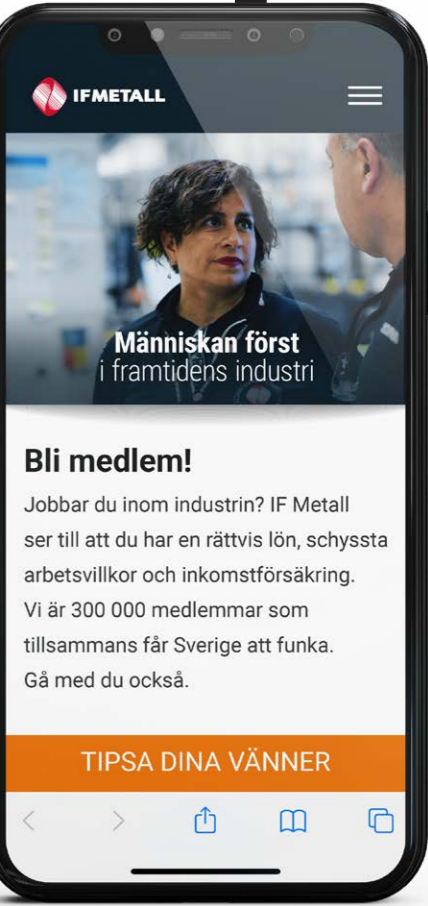 IFMETALL
Människan först
i framtidens industri
Bli medlem!
Jobbar du inom industrin? IF Metall
ser till att du har en rättvis lön, schyssta
arbetsvillkor och inkomstförsäkring.
Vi är 300 000 medlemmar som
tillsammans får Sverige att funka.
Gå med du också.
TIPSA DINA VÄNNER